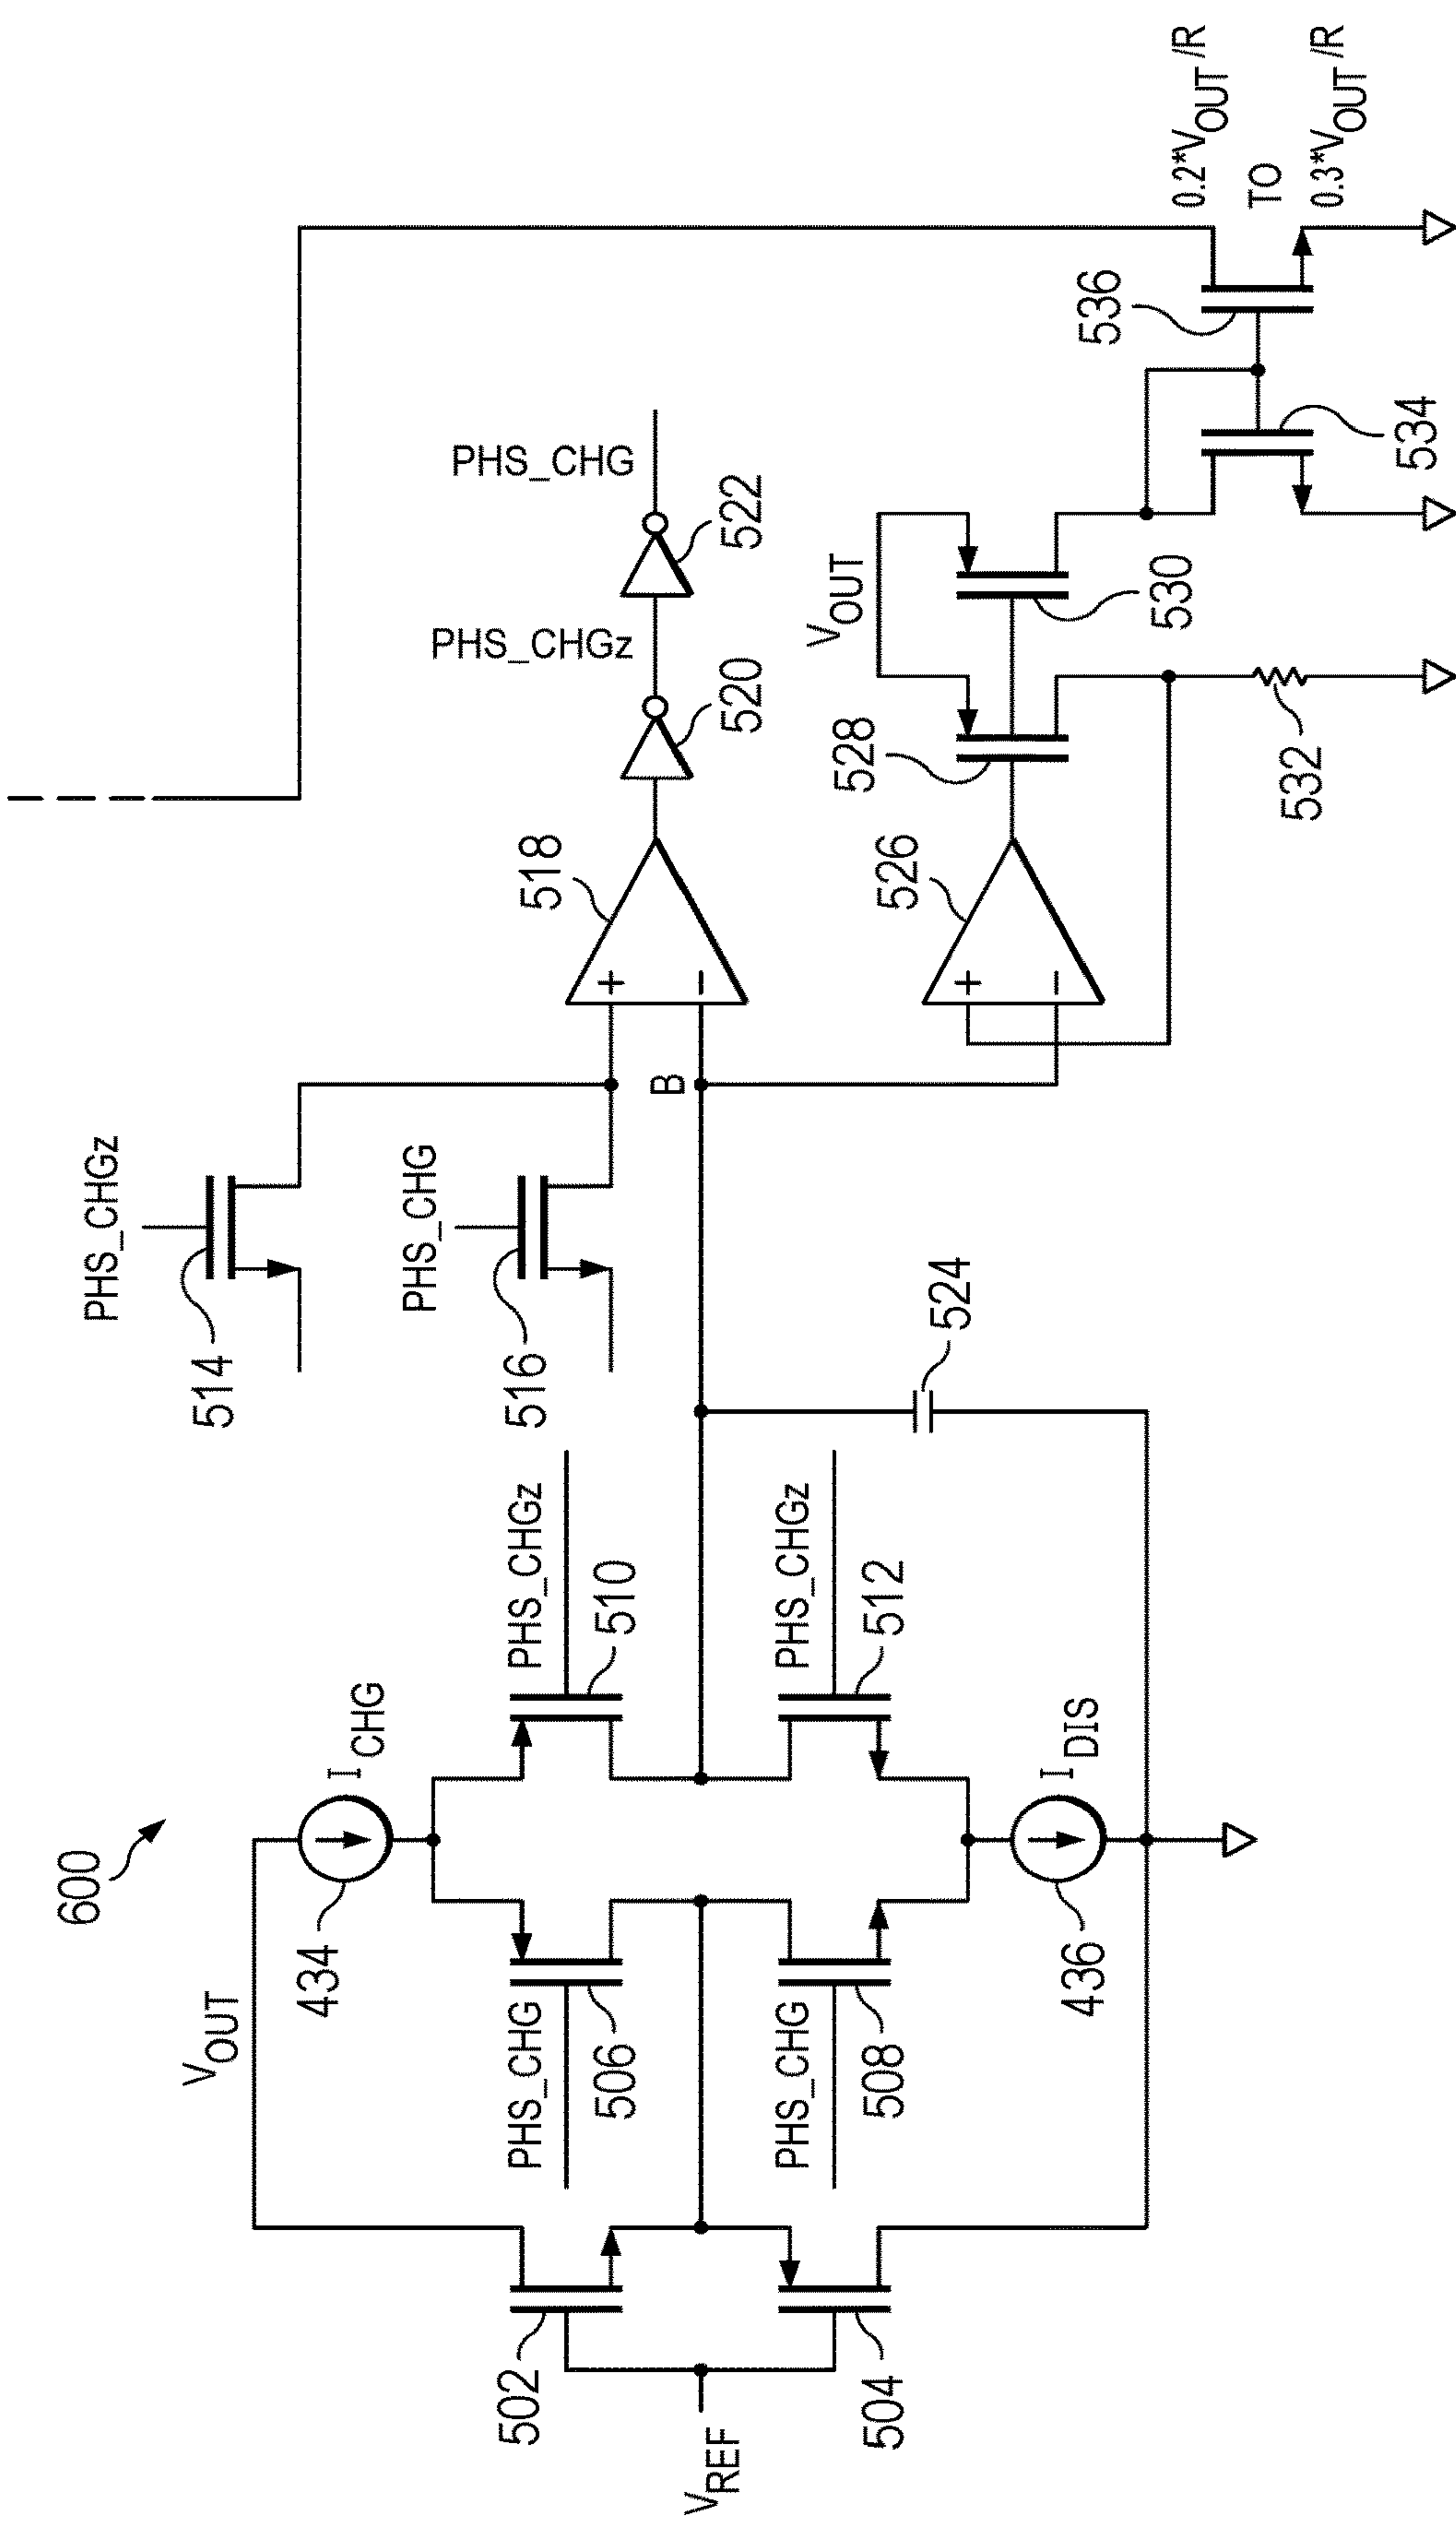 600
V_REF
502
504
V_OUT
434
I_CHG
PHS_CHG
506
PHS_CHGz
510
PHS_CHG
508
PHS_CHGz
512
436
I_DIS
524
PHS_CHGz
514
PHS_CHG
516
B
+
−
518
520
PHS_CHGz
522
PHS_CHG
+
−
526
528
V_OUT
530
532
534
536
0.2*V_OUT/R
TO
0.3*V_OUT/R